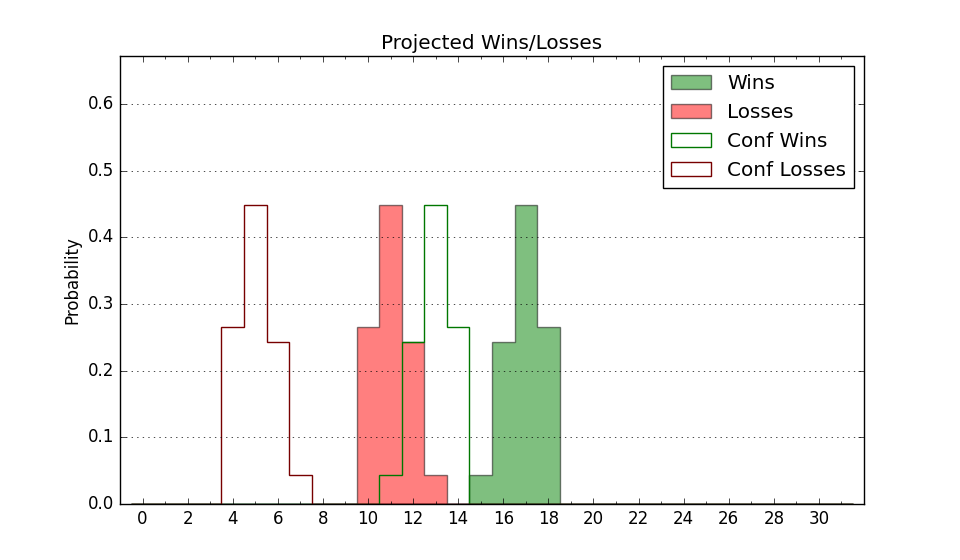 Projected Wins/Losses
Wins
Losses
Conf Wins
Conf Losses
Probability
0.6
0.5
0.4
0.3
0.2
0.1
0.0
0 2 4 6 8 10 12 14 16 18 20 22 24 26 28 30